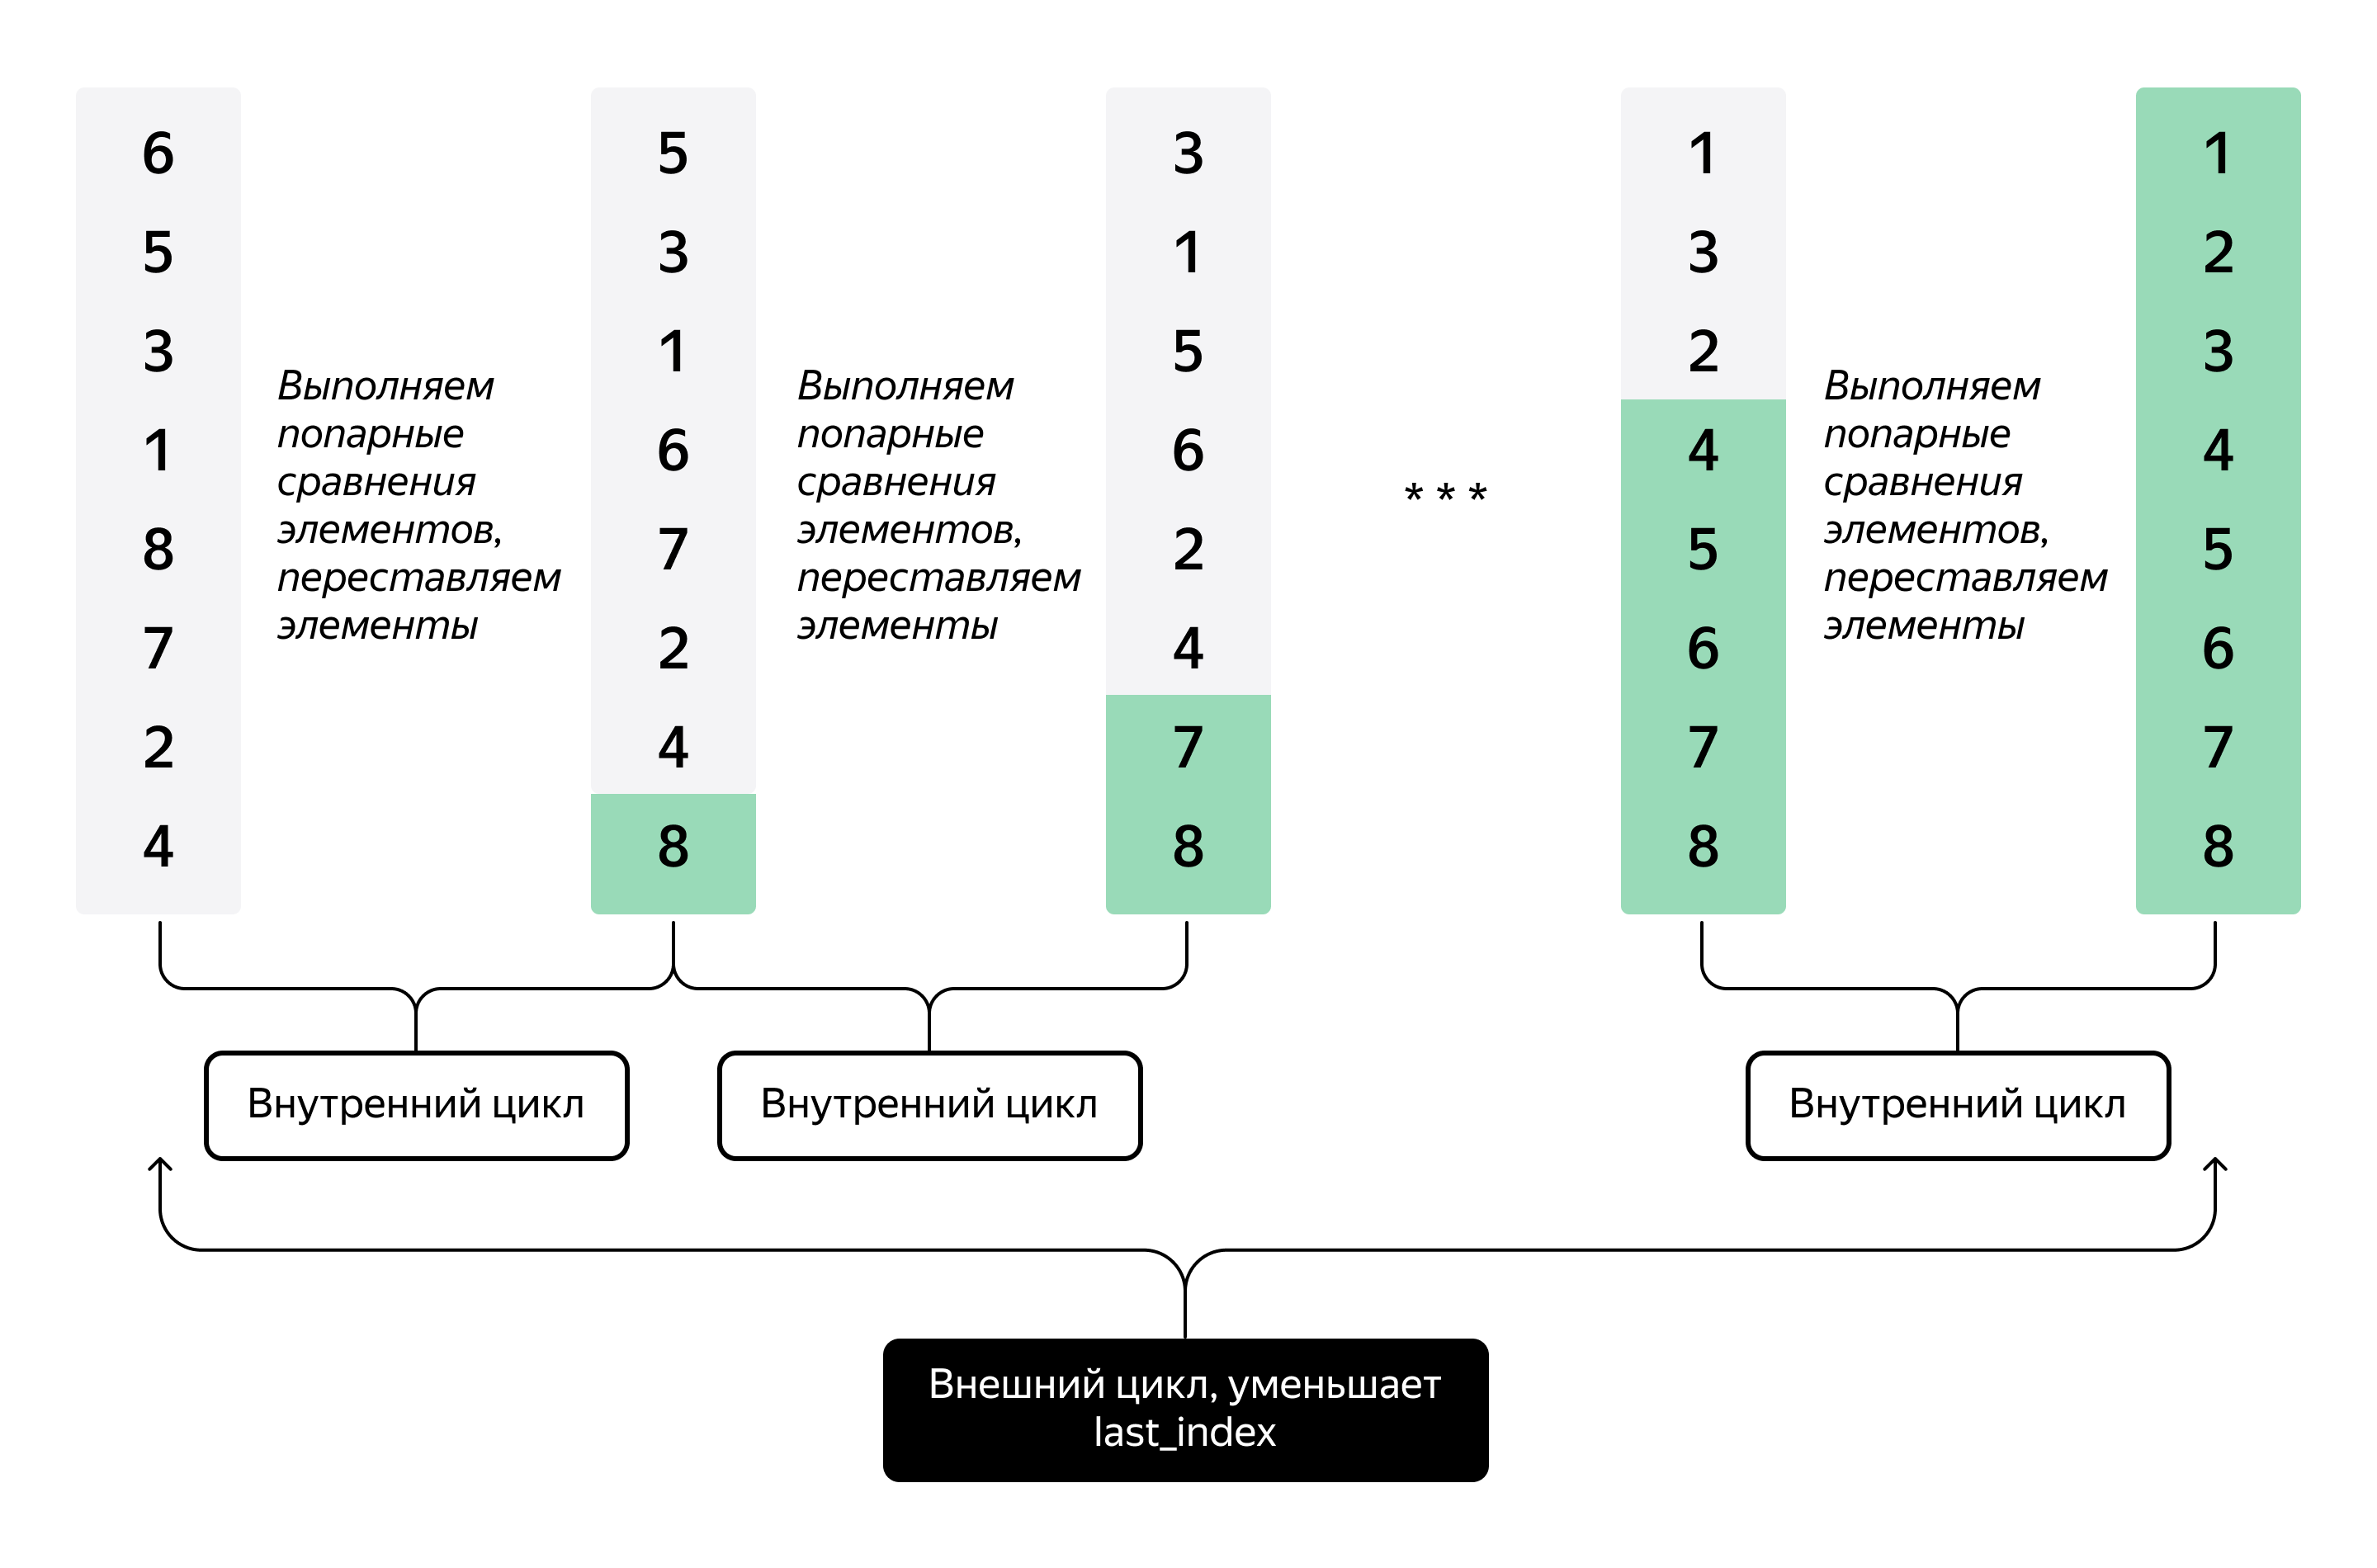 6
5
3
1
8
7
2
4
Выполняем
попарные
сравнения
элементов,
переставляем
элементы
5
3
1
6
7
2
4
8
Выполняем
попарные
сравнения
элементов,
переставляем
элементы
3
1
5
6
2
4
7
8
* * *
1
3
2
4
5
6
7
8
Выполняем
попарные
сравнения
элементов,
переставляем
элементы
1
2
3
4
5
6
7
8
Внутренний цикл
Внутренний цикл
Внутренний цикл
Внешний цикл, уменьшает
last_index